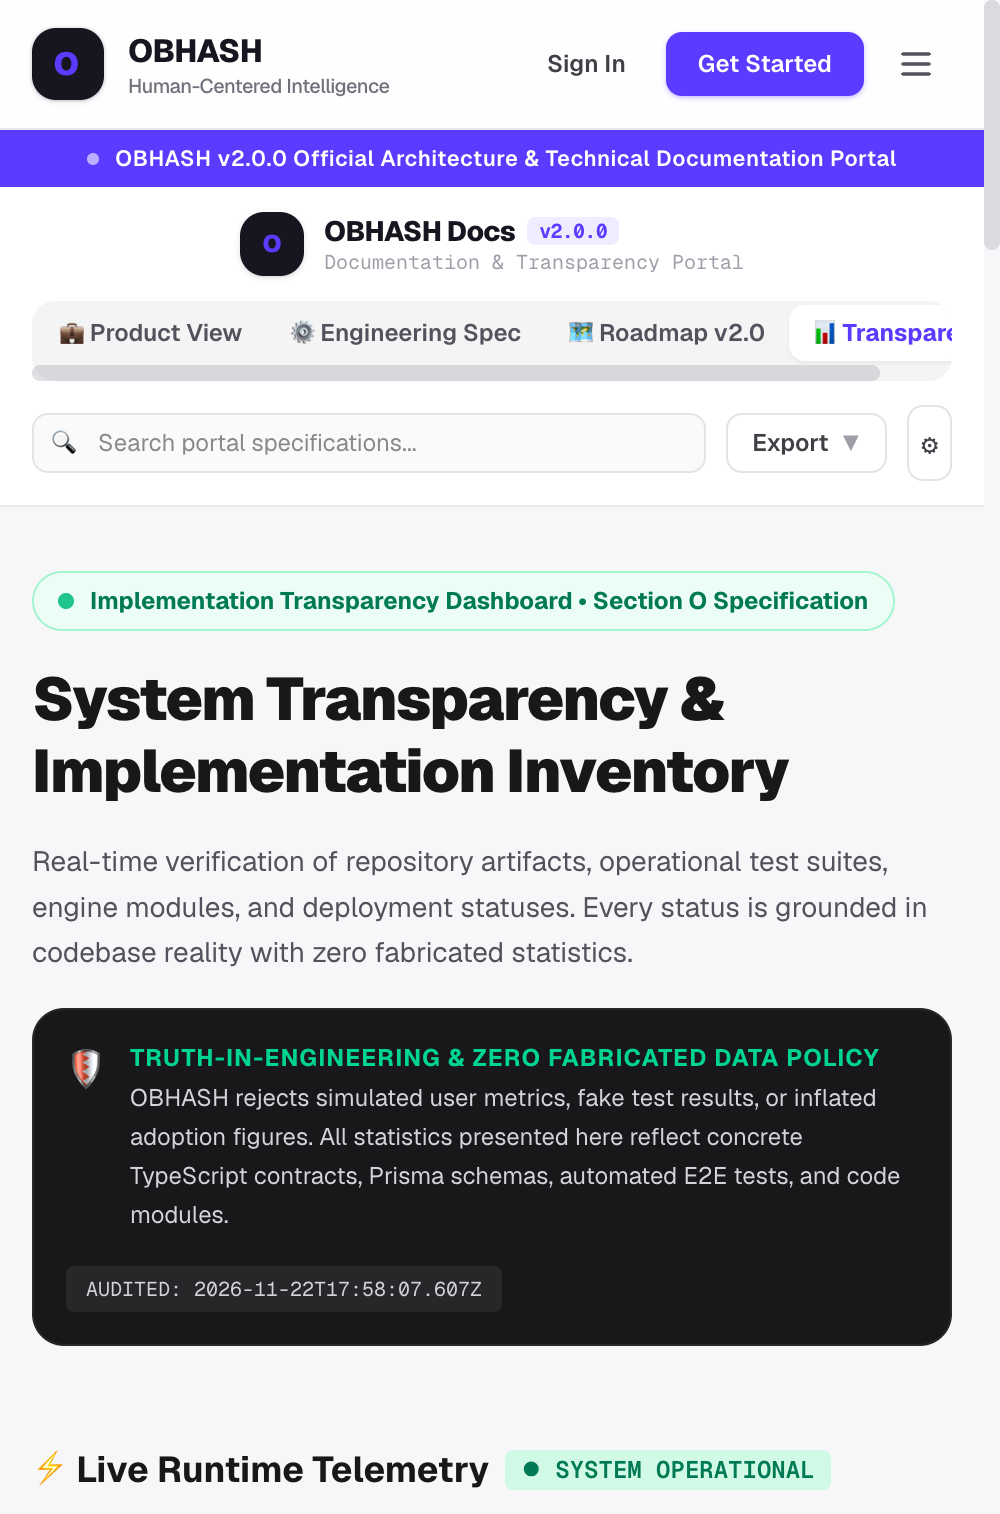 O
OBHASH
Human-Centered Intelligence
Sign In
Get Started
OBHASH v2.0.0 Official Architecture & Technical Documentation Portal
O
OBHASH Docs v2.0.0
Documentation & Transparency Portal
Product View
Engineering Spec
Roadmap v2.0
Transpare
Search portal specifications...
Export ▼
Implementation Transparency Dashboard • Section O Specification
System Transparency &
Implementation Inventory
Real-time verification of repository artifacts, operational test suites,
engine modules, and deployment statuses. Every status is grounded in
codebase reality with zero fabricated statistics.
TRUTH-IN-ENGINEERING & ZERO FABRICATED DATA POLICY
OBHASH rejects simulated user metrics, fake test results, or inflated
adoption figures. All statistics presented here reflect concrete
TypeScript contracts, Prisma schemas, automated E2E tests, and code
modules.
AUDITED: 2026-11-22T17:58:07.607Z
Live Runtime Telemetry
SYSTEM OPERATIONAL